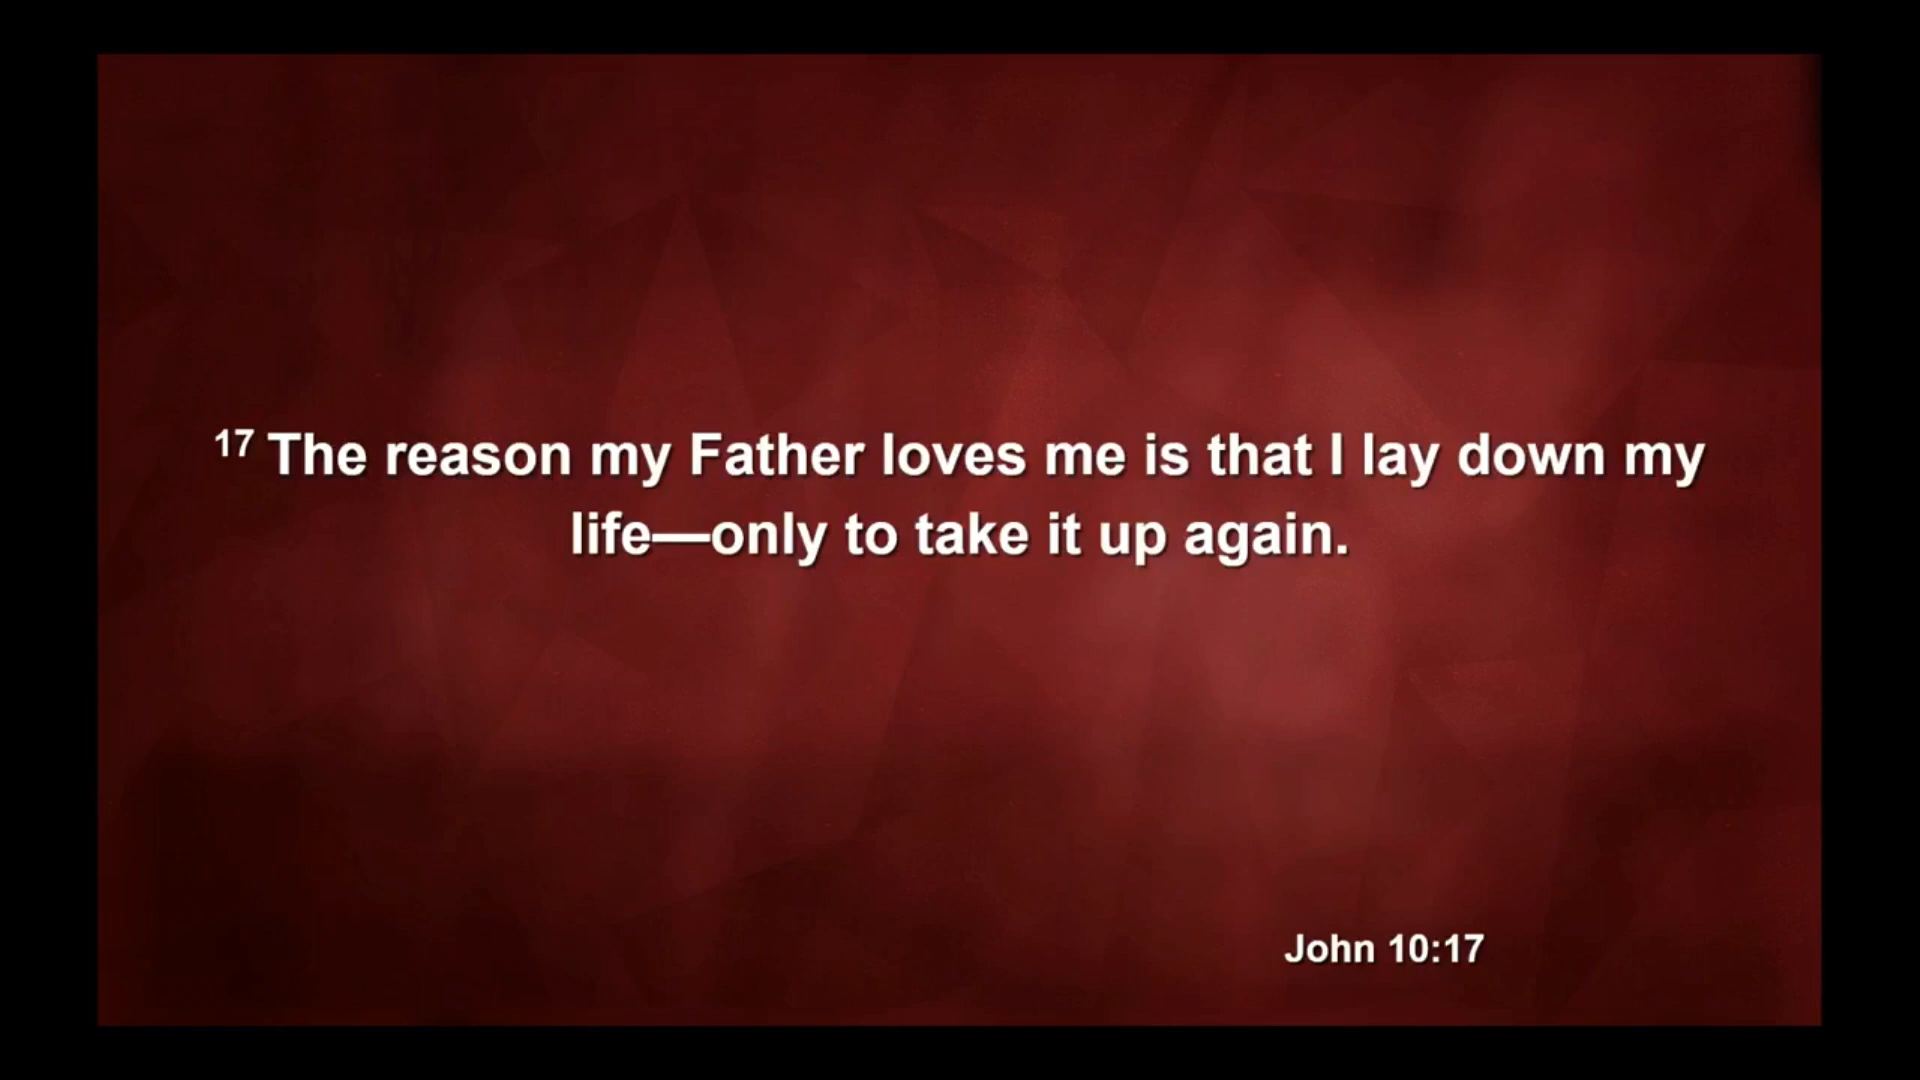 17 The reason my Father loves me is that I lay down my
life—only to take it up again.
John 10:17